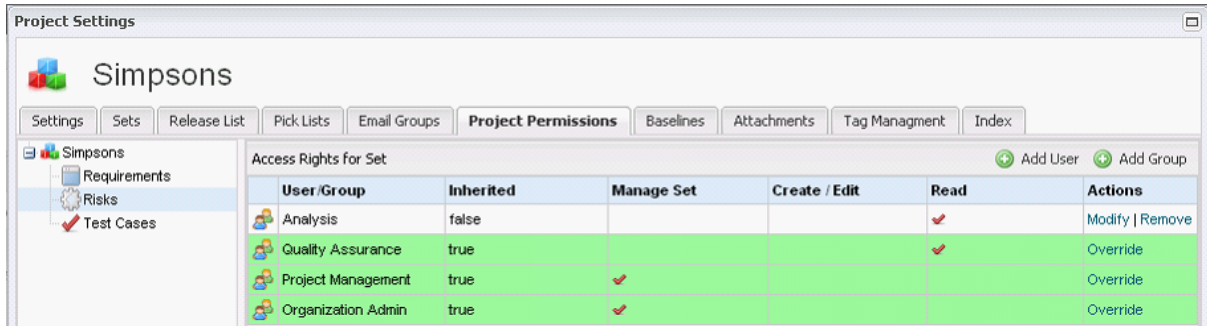 Project Settings
Simpsons
Settings Sets Release List Pick Lists Email Groups Project Permissions Baselines Attachments Tag Managment Index
Simpsons
Requirements
Risks
Test Cases
Access Rights for Set Add User Add Group
User/Group Inherited Manage Set Create / Edit Read Actions
Analysis false Modify | Remove
Quality Assurance true Override
Project Management true Override
Organization Admin true Override